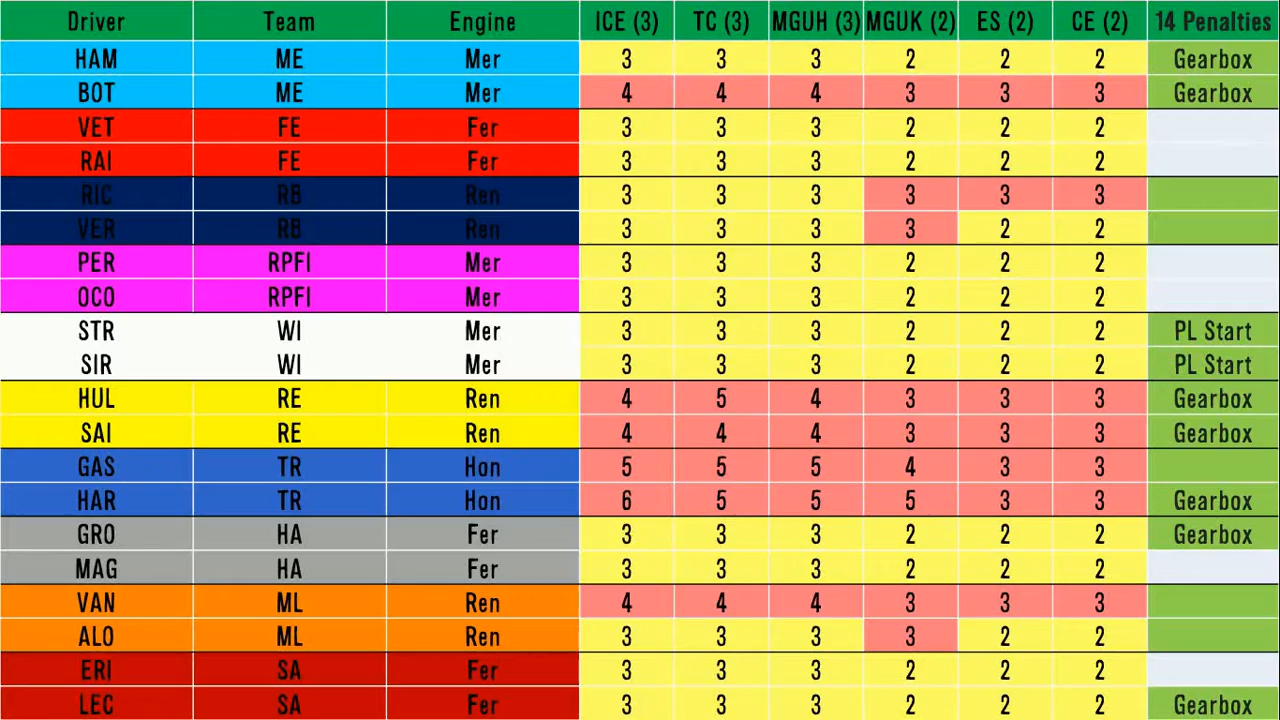 Driver Team Engine ICE (3) TC (3) MGUH (3) MGUK (2) ES (2) CE (2) 14 Penalties
HAM ME Mer 3 3 3 2 2 2 Gearbox
BOT ME Mer 4 4 4 3 3 3 Gearbox
VET FE Fer 3 3 3 2 2 2
RAI FE Fer 3 3 3 2 2 2
RIC RB Ren 3 3 3 3 3 3
VER RB Ren 3 3 3 3 2 2
PER RPFI Mer 3 3 3 2 2 2
OCO RPFI Mer 3 3 3 2 2 2
STR WI Mer 3 3 3 2 2 2 PL Start
SIR WI Mer 3 3 3 2 2 2 PL Start
HUL RE Ren 4 5 4 3 3 3 Gearbox
SAI RE Ren 4 4 4 3 3 3 Gearbox
GAS TR Hon 5 5 5 4 3 3
HAR TR Hon 6 5 5 5 3 3 Gearbox
GRO HA Fer 3 3 3 2 2 2 Gearbox
MAG HA Fer 3 3 3 2 2 2
VAN ML Ren 4 4 4 3 3 3
ALO ML Ren 3 3 3 3 2 2
ERI SA Fer 3 3 3 2 2 2
LEC SA Fer 3 3 3 2 2 2 Gearbox